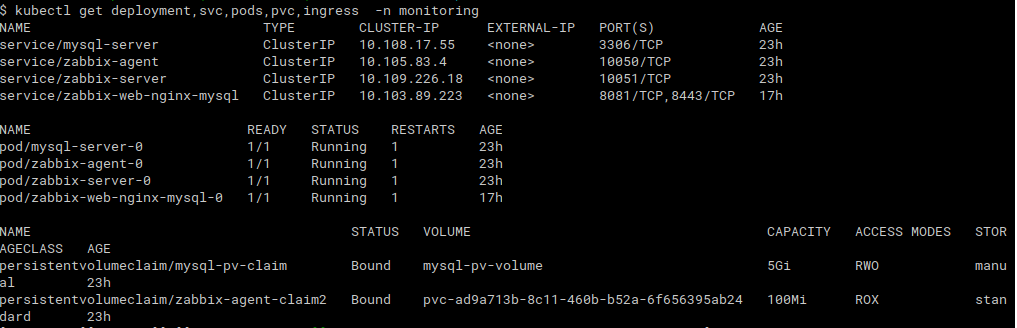 $ kubectl get deployment,svc,pods,pvc,ingress  -n monitoring
NAME                             TYPE        CLUSTER-IP      EXTERNAL-IP   PORT(S)             AGE
service/mysql-server             ClusterIP   10.108.17.55    <none>        3306/TCP            23h
service/zabbix-agent             ClusterIP   10.105.83.4     <none>        10050/TCP           23h
service/zabbix-server            ClusterIP   10.109.226.18   <none>        10051/TCP           23h
service/zabbix-web-nginx-mysql   ClusterIP   10.103.89.223   <none>        8081/TCP,8443/TCP   17h
NAME                           READY   STATUS    RESTARTS   AGE
pod/mysql-server-0             1/1     Running   1          23h
pod/zabbix-agent-0             1/1     Running   1          23h
pod/zabbix-server-0            1/1     Running   1          23h
pod/zabbix-web-nginx-mysql-0   1/1     Running   1          17h
NAME                                        STATUS   VOLUME                                     CAPACITY   ACCESS MODES   STOR
AGECLASS   AGE
persistentvolumeclaim/mysql-pv-claim        Bound    mysql-pv-volume                            5Gi        RWO            manu
al         23h
persistentvolumeclaim/zabbix-agent-claim2   Bound    pvc-ad9a713b-8c11-460b-b52a-6f656395ab24   100Mi      ROX            stan
dard       23h